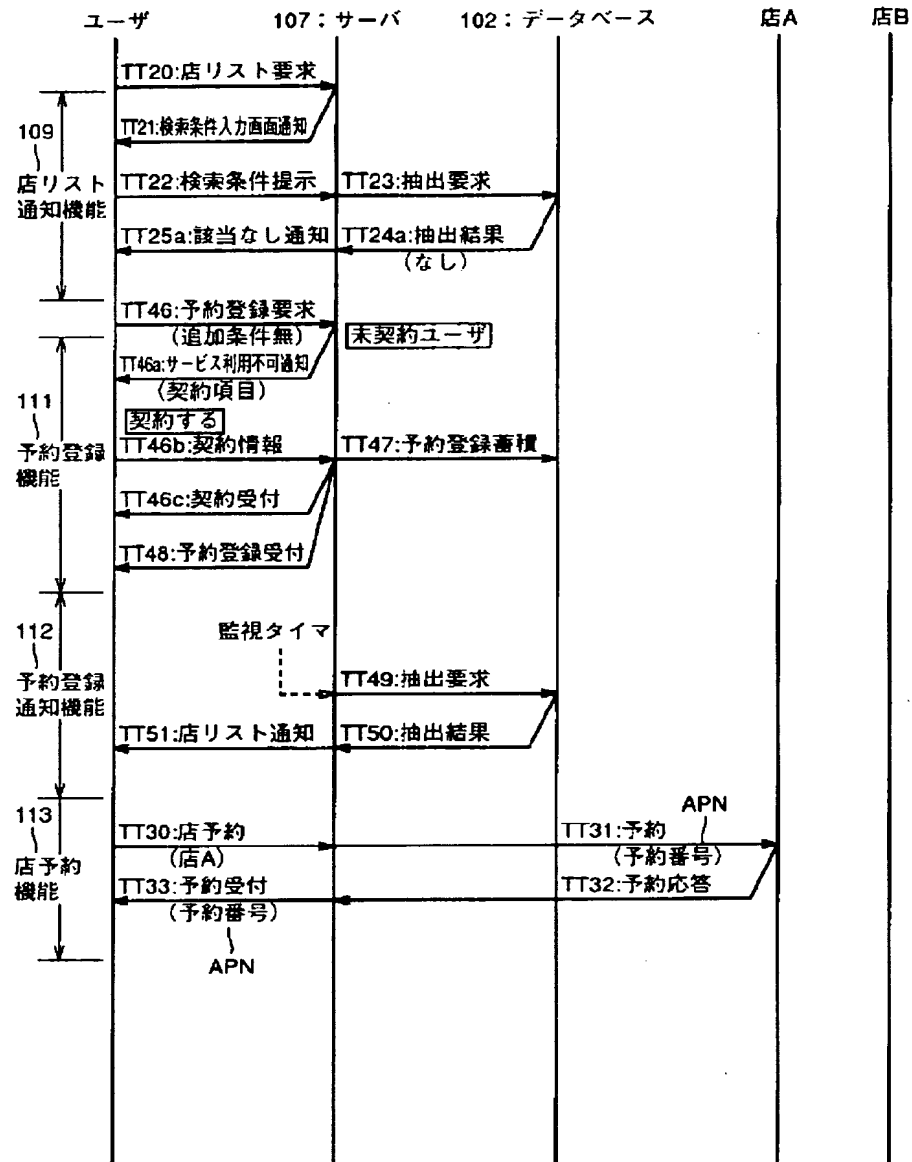 ユーザ 107：サーバ 102：データベース 店A 店B
TT20:店リスト要求
TT21:検索条件入力画面通知
109
店リスト
通知機能
TT22:検索条件提示 TT23:抽出要求
TT25a:該当なし通知 TT24a:抽出結果
(なし)
TT46:予約登録要求
(追加条件無) 未契約ユーザ
TT46a:サービス利用不可通知
(契約項目)
111
予約登録
機能
契約する
TT46b:契約情報 TT47:予約登録蓄積
TT46c:契約受付
TT48:予約登録受付
112
予約登録
通知機能
監視タイマ
TT49:抽出要求
TT51:店リスト通知 TT50:抽出結果
113
店予約
機能
APN
TT30:店予約 TT31:予約
(店A) (予約番号)
TT33:予約受付 TT32:予約応答
(予約番号)
APN